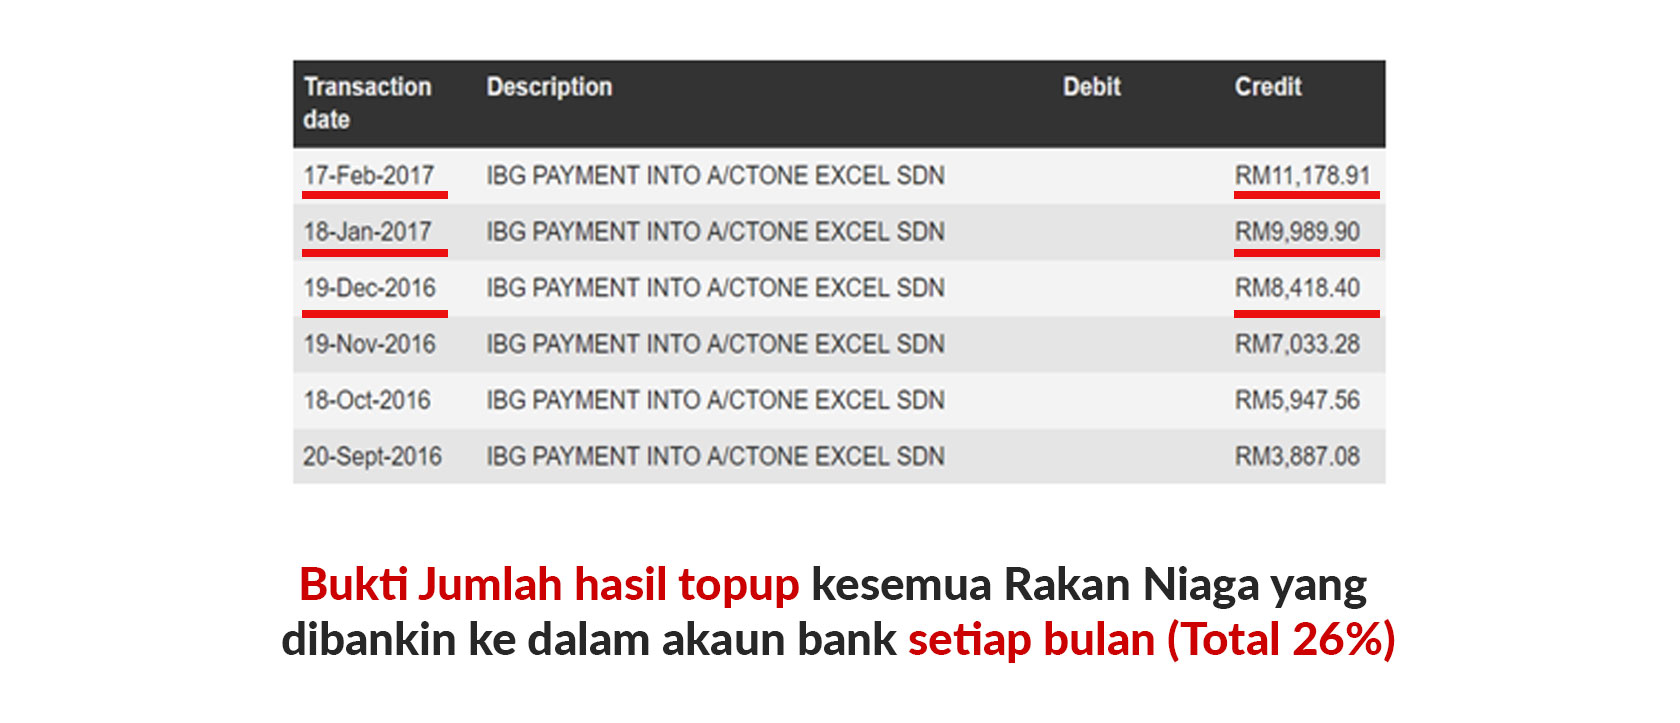 Transaction date Description Debit Credit
17-Feb-2017 IBG PAYMENT INTO A/CTONE EXCEL SDN RM11,178.91
18-Jan-2017 IBG PAYMENT INTO A/CTONE EXCEL SDN RM9,989.90
19-Dec-2016 IBG PAYMENT INTO A/CTONE EXCEL SDN RM8,418.40
19-Nov-2016 IBG PAYMENT INTO A/CTONE EXCEL SDN RM7,033.28
18-Oct-2016 IBG PAYMENT INTO A/CTONE EXCEL SDN RM5,947.56
20-Sept-2016 IBG PAYMENT INTO A/CTONE EXCEL SDN RM3,887.08
Bukti Jumlah hasil topup kesemua Rakan Niaga yang
dibankin ke dalam akaun bank setiap bulan (Total 26%)